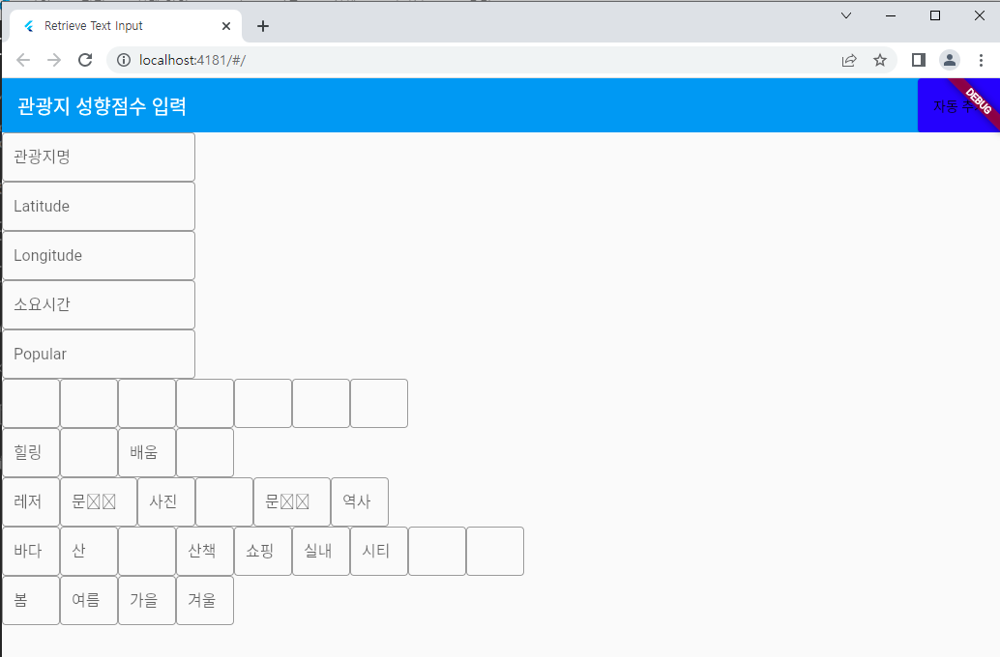 Retrieve Text Input
localhost:4181/#/
관광지 성향점수 입력
자동
DEBUG
관광지명
Latitude
Longitude
소요시간
Popular
힐링 배움
레저 문 사진 문 역사
바다 산 산책 쇼핑 실내 시티
봄 여름 가을 겨울